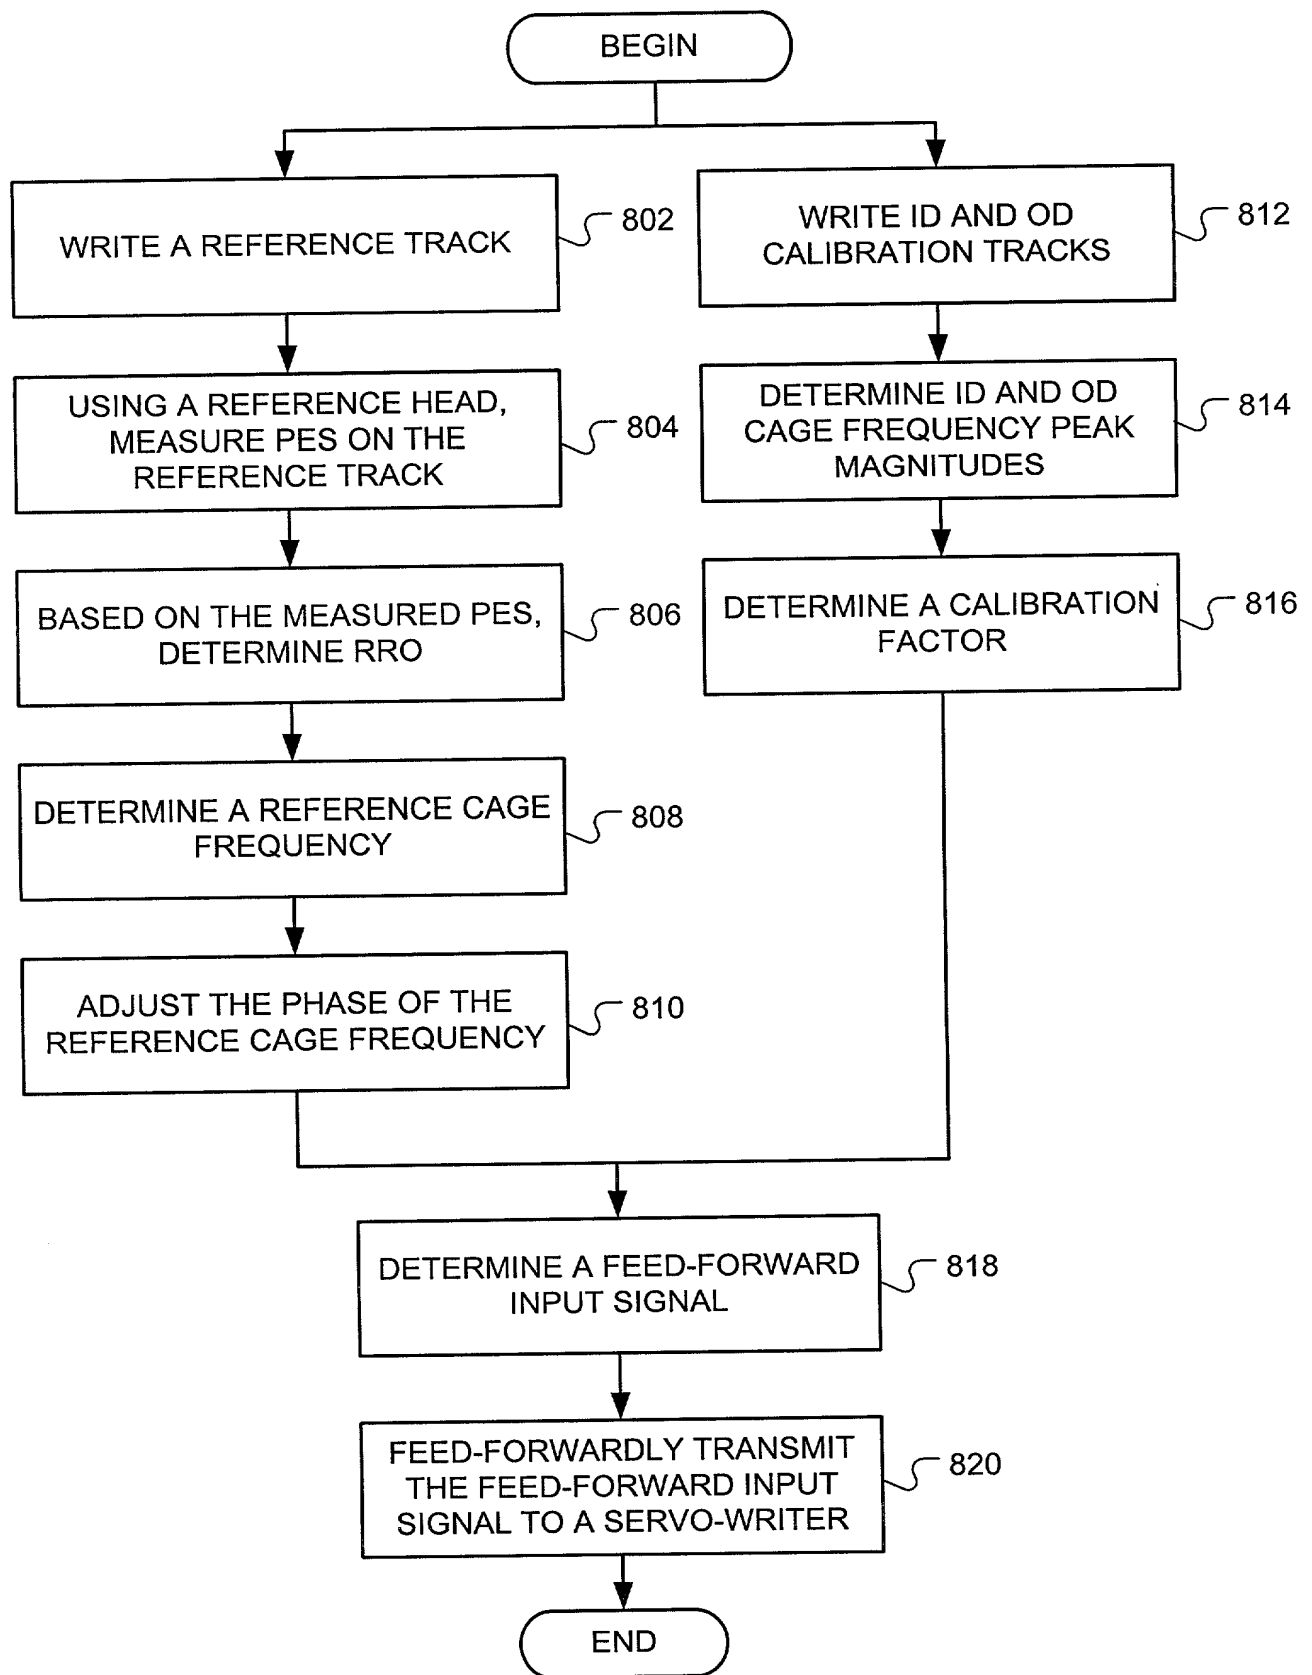 BEGIN
WRITE A REFERENCE TRACK
802
USING A REFERENCE HEAD,
MEASURE PES ON THE
REFERENCE TRACK
804
BASED ON THE MEASURED PES,
DETERMINE RRO
806
DETERMINE A REFERENCE CAGE
FREQUENCY
808
ADJUST THE PHASE OF THE
REFERENCE CAGE FREQUENCY
810
WRITE ID AND OD
CALIBRATION TRACKS
812
DETERMINE ID AND OD
CAGE FREQUENCY PEAK
MAGNITUDES
814
DETERMINE A CALIBRATION
FACTOR
816
DETERMINE A FEED-FORWARD
INPUT SIGNAL
818
FEED-FORWARDLY TRANSMIT
THE FEED-FORWARD INPUT
SIGNAL TO A SERVO-WRITER
820
END